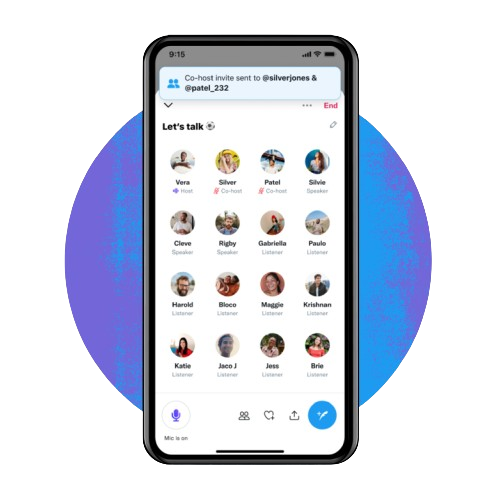 9:15
Co-host invite sent to @silverjones &
@patel_232
End
Let's talk
Vera Silver Patel Silvie
Host Co-host Co-host Speaker
Cleve Rigby Gabriella Paulo
Speaker Speaker Listener Listener
Harold Bloco Maggie Krishnan
Listener Listener Listener Listener
Katie Jaco J Jess Brie
Listener Listener Listener Listener
Mic is on